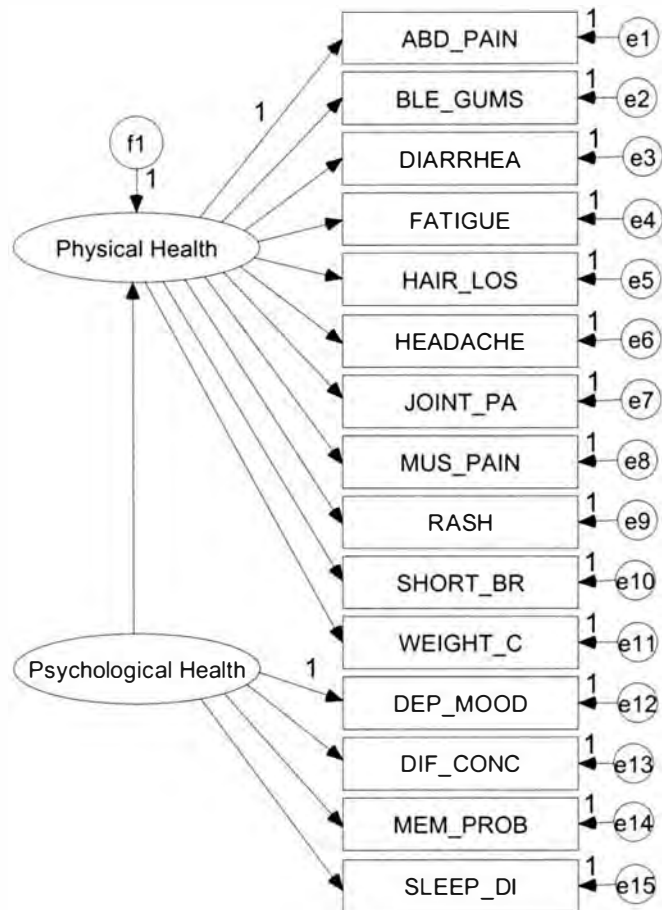 1
ABD_PAIN
1
e1
BLE_GUMS
1
e2
f1
1
DIARRHEA
1
e3
FATIGUE
1
e4
Physical Health
HAIR_LOS
1
e5
HEADACHE
1
e6
JOINT_PA
1
e7
MUS_PAIN
1
e8
RASH
1
e9
SHORT_BR
1
e10
WEIGHT_C
1
e11
Psychological Health
1
DEP_MOOD
1
e12
DIF_CONC
1
e13
MEM_PROB
1
e14
SLEEP_DI
1
e15